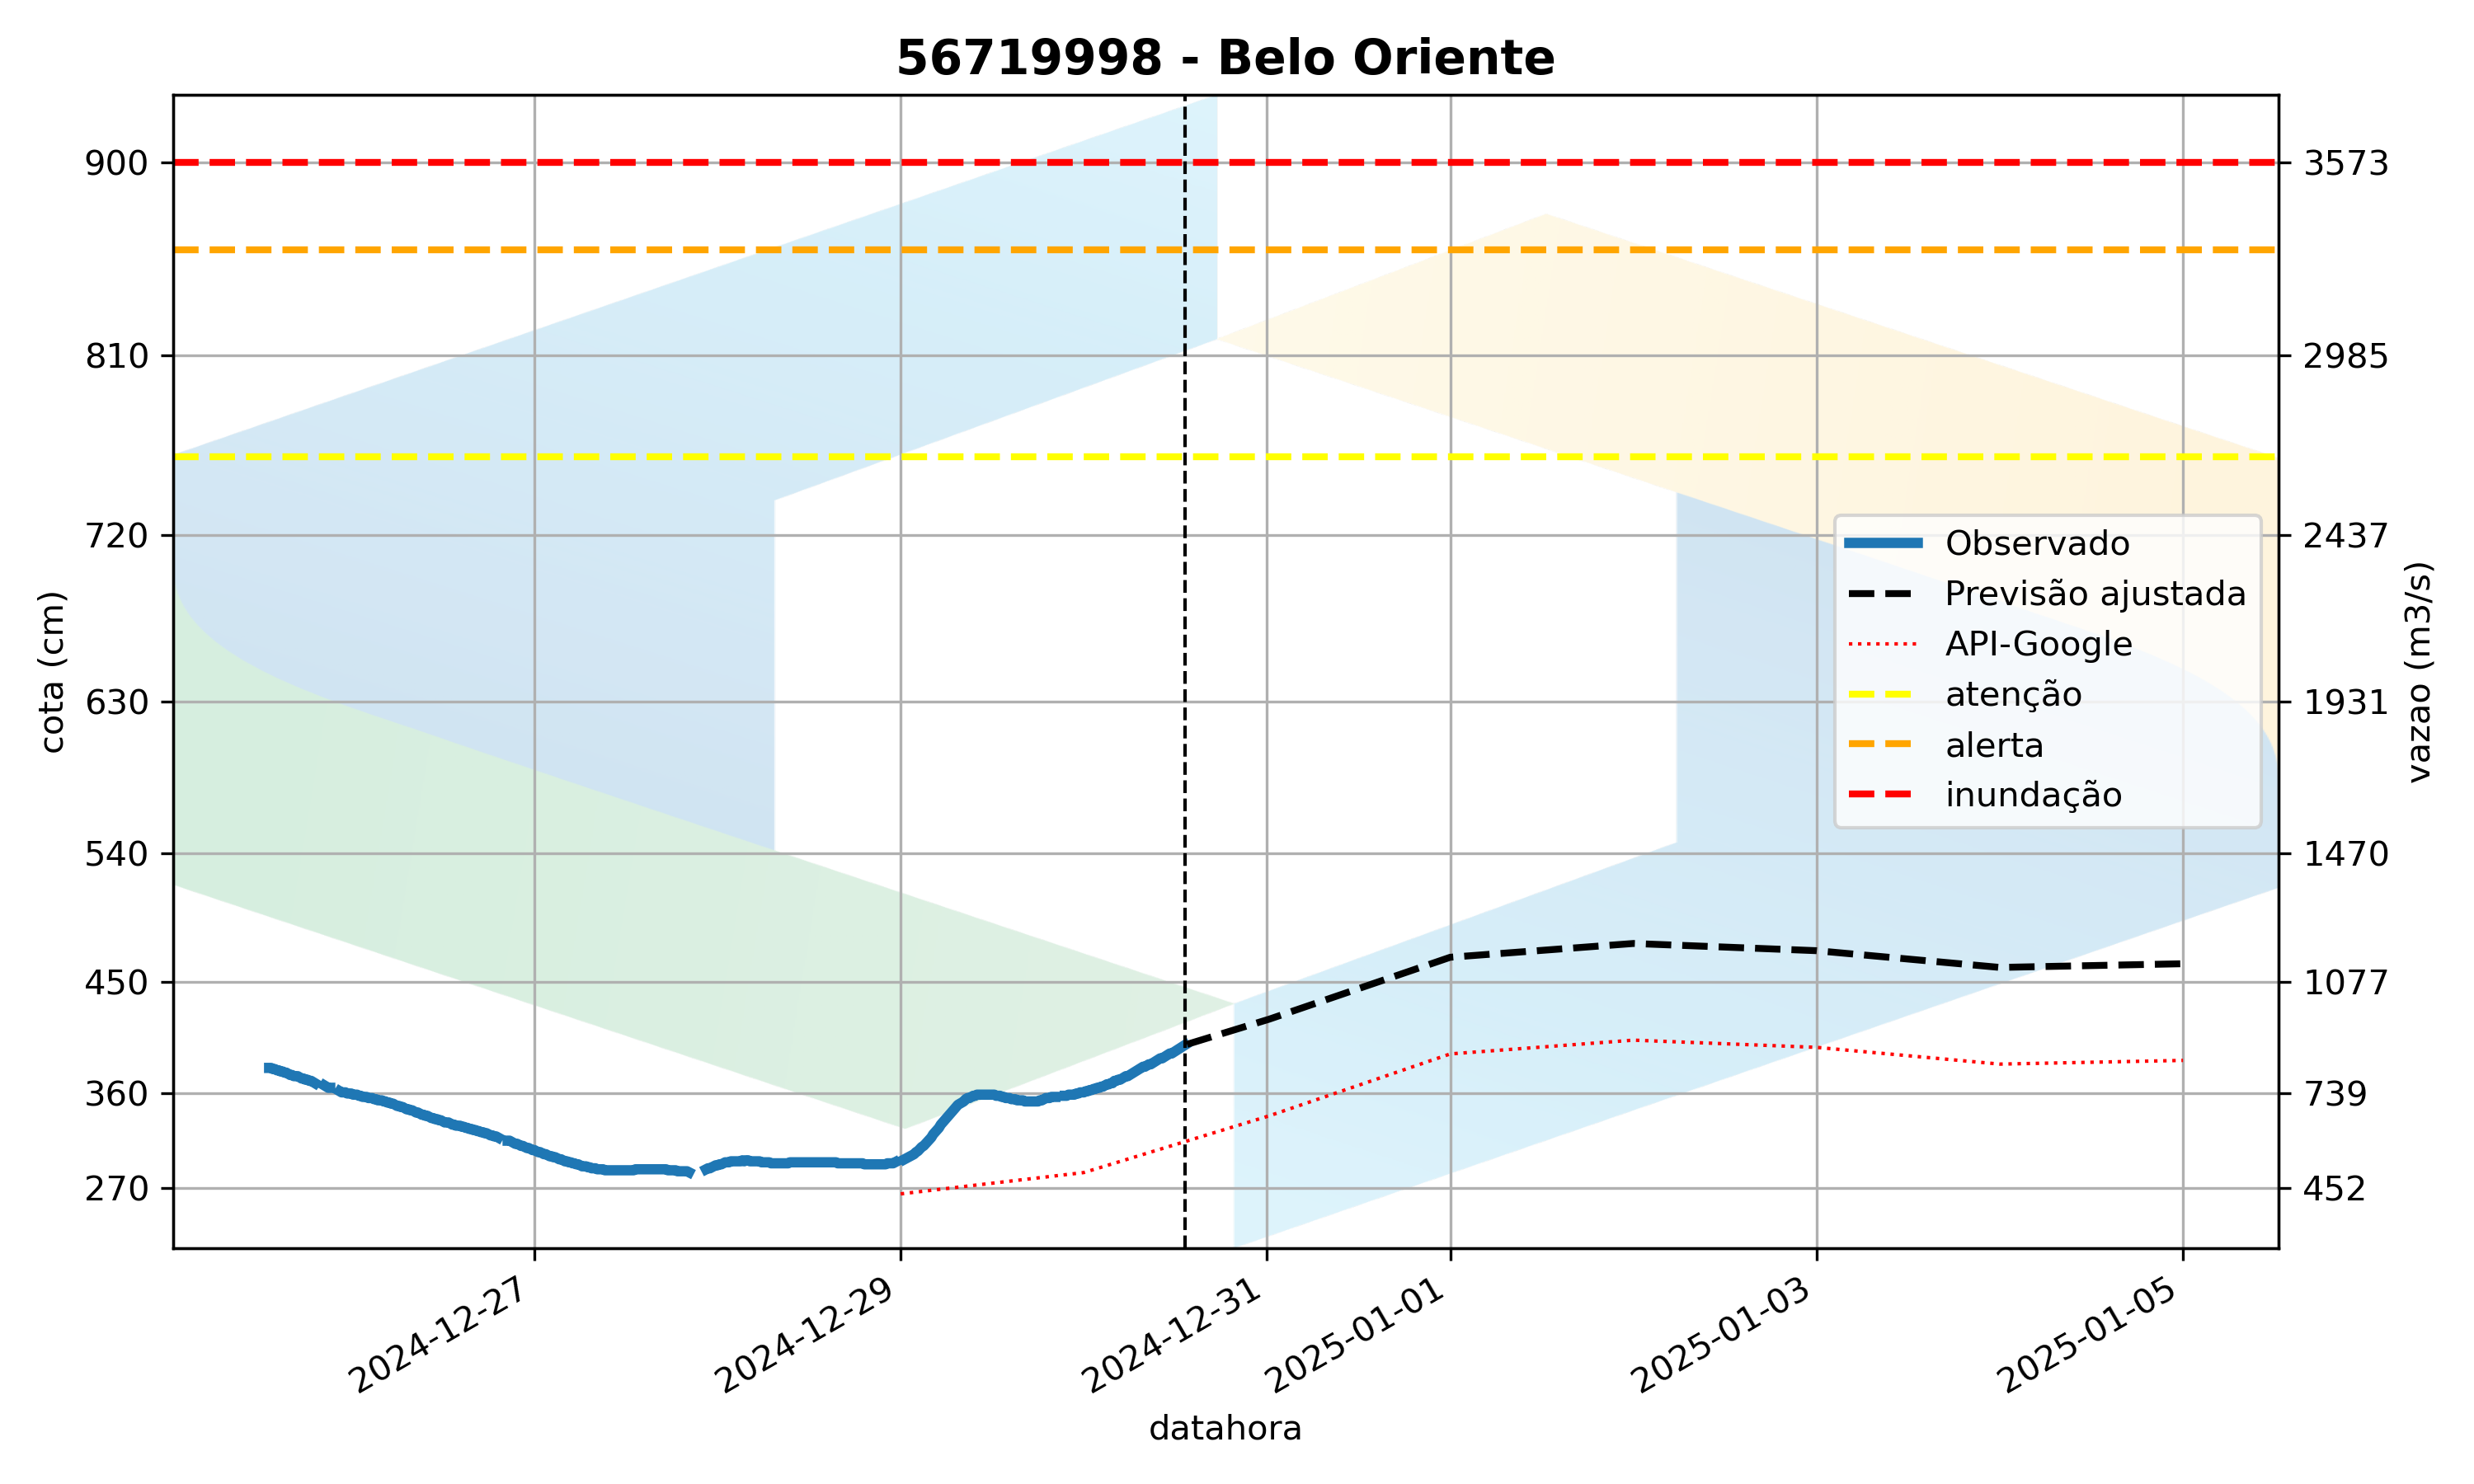 56719998 - Belo Oriente
900
810
720
630
540
450
360
270
cota (cm)
3573
2985
2437
1931
1470
1077
739
452
vazao (m3/s)
Observado
Previsão ajustada
API-Google
atenção
alerta
inundação
2024-12-27
2024-12-29
2024-12-31
2025-01-01
2025-01-03
2025-01-05
datahora